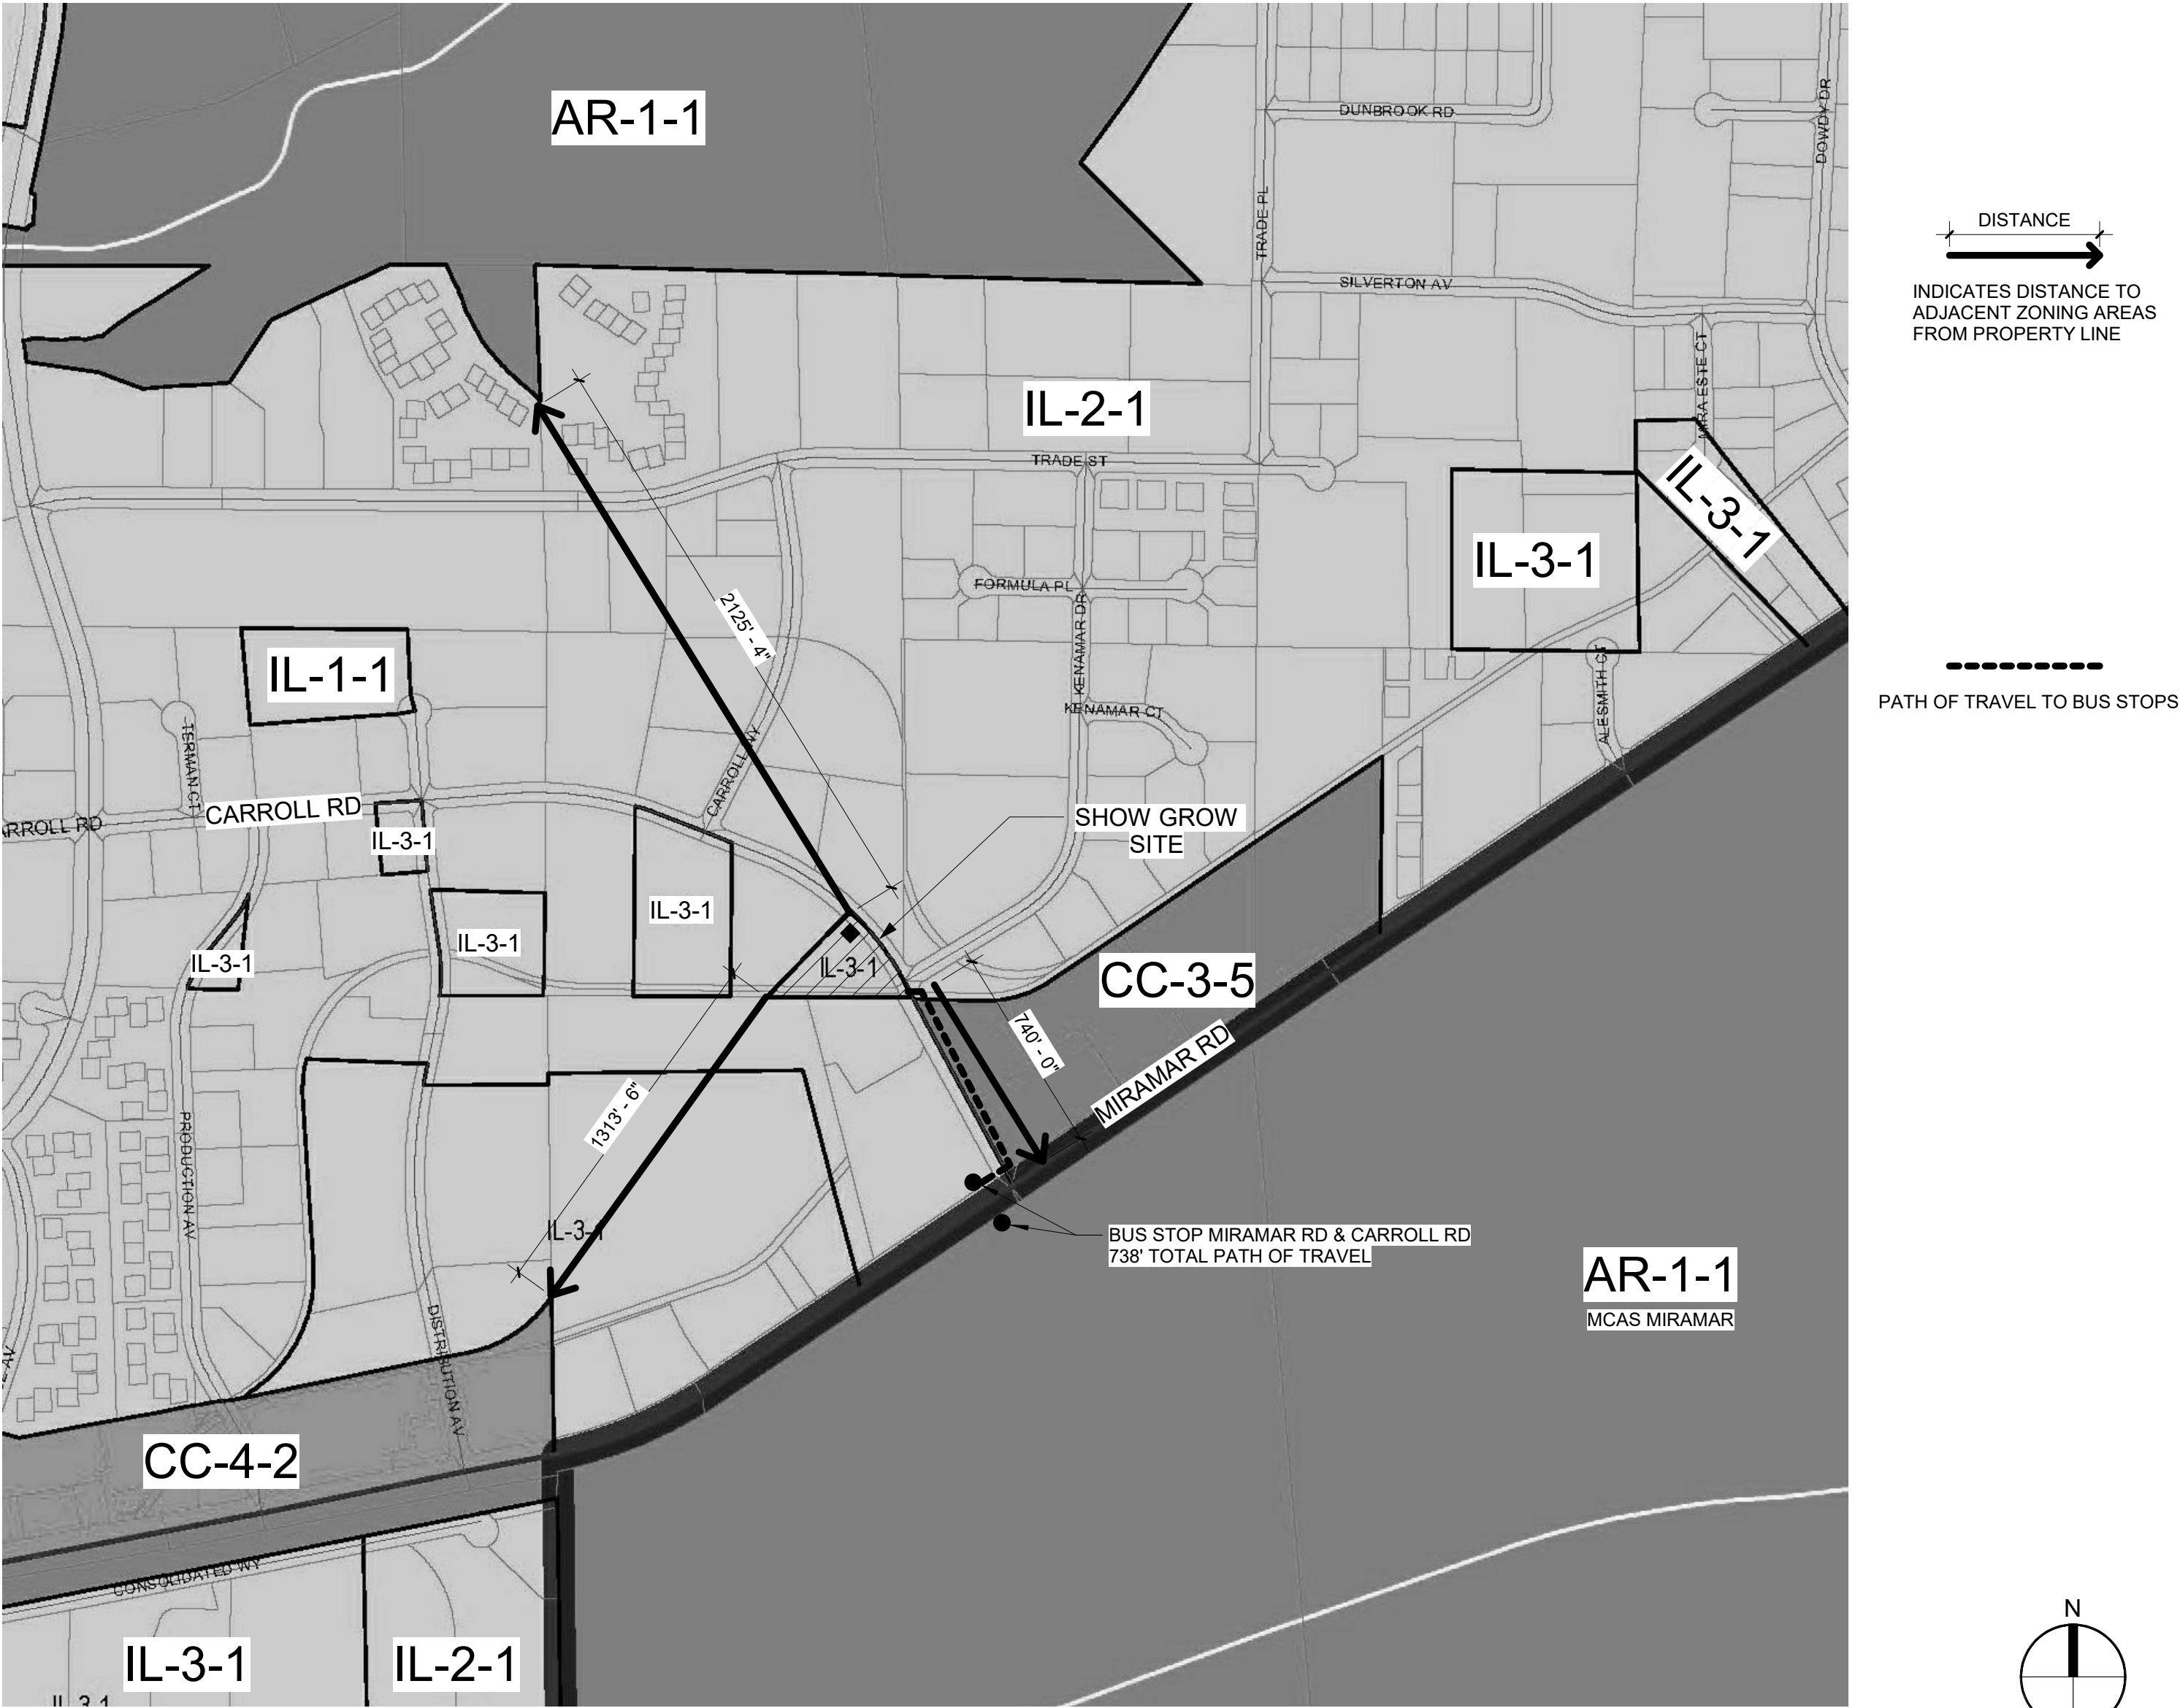 AR-1-1
DUNBROOK RD
DOWDY DR
TRADE PL
DISTANCE
INDICATES DISTANCE TO
ADJACENT ZONING AREAS
FROM PROPERTY LINE
SILVERTON AV
MIRA ESTE CT
IL-2-1
TRADE ST
IL-3-1
IL-3-1
2125' - 4"
FORMULA PL
KENAMAR DR
KENAMAR CT
ALESMITH CT
PATH OF TRAVEL TO BUS STOPS
IL-1-1
TERMAN CT
CARROLL WY
CARROLL RD
ARROLL RD
SHOW GROW
SITE
IL-3-1
IL-3-1
IL-3-1
IL-3-1
IL-3-1
CC-3-5
740' - 0"
MIRAMAR RD
1313' - 6"
PRODUCTION AV
IL-3-1
BUS STOP MIRAMAR RD & CARROLL RD
738' TOTAL PATH OF TRAVEL
AR-1-1
MCAS MIRAMAR
DISTRIBUTION AV
CC-4-2
CONSOLIDATED WY
IL-3-1
IL-2-1
IL-3-1
N